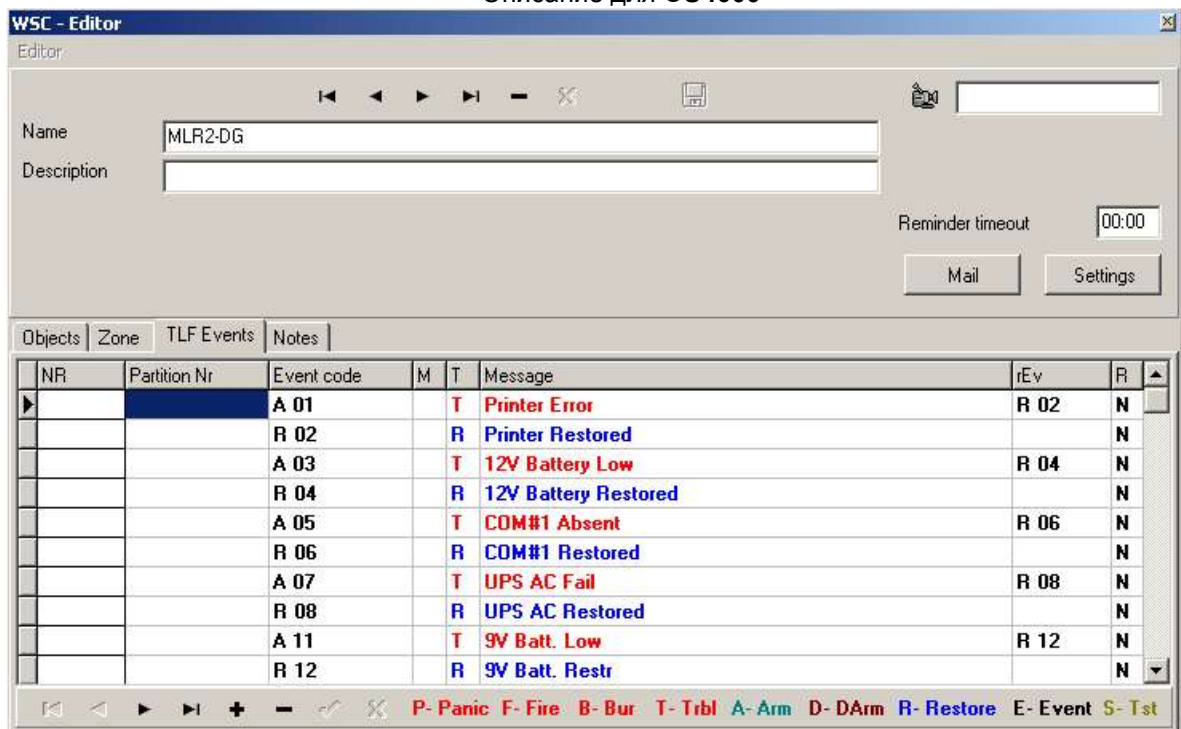 WSC - Editor
Editor
Name MLR2-DG
Description
Reminder timeout 00:00
Mail Settings
Objects Zone TLF Events Notes
NR Partition Nr Event code M T Message rEv R
A 01 T Printer Error R 02 N
R 02 R Printer Restored N
A 03 T 12V Battery Low R 04 N
R 04 R 12V Battery Restored N
A 05 T COM#1 Absent R 06 N
R 06 R COM#1 Restored N
A 07 T UPS AC Fail R 08 N
R 08 R UPS AC Restored N
A 11 T 9V Batt. Low R 12 N
R 12 R 9V Batt. Restr N
P- Panic F- Fire B- Bur T- Trbl A- Arm D- DArm R- Restore E- Event S- Tst